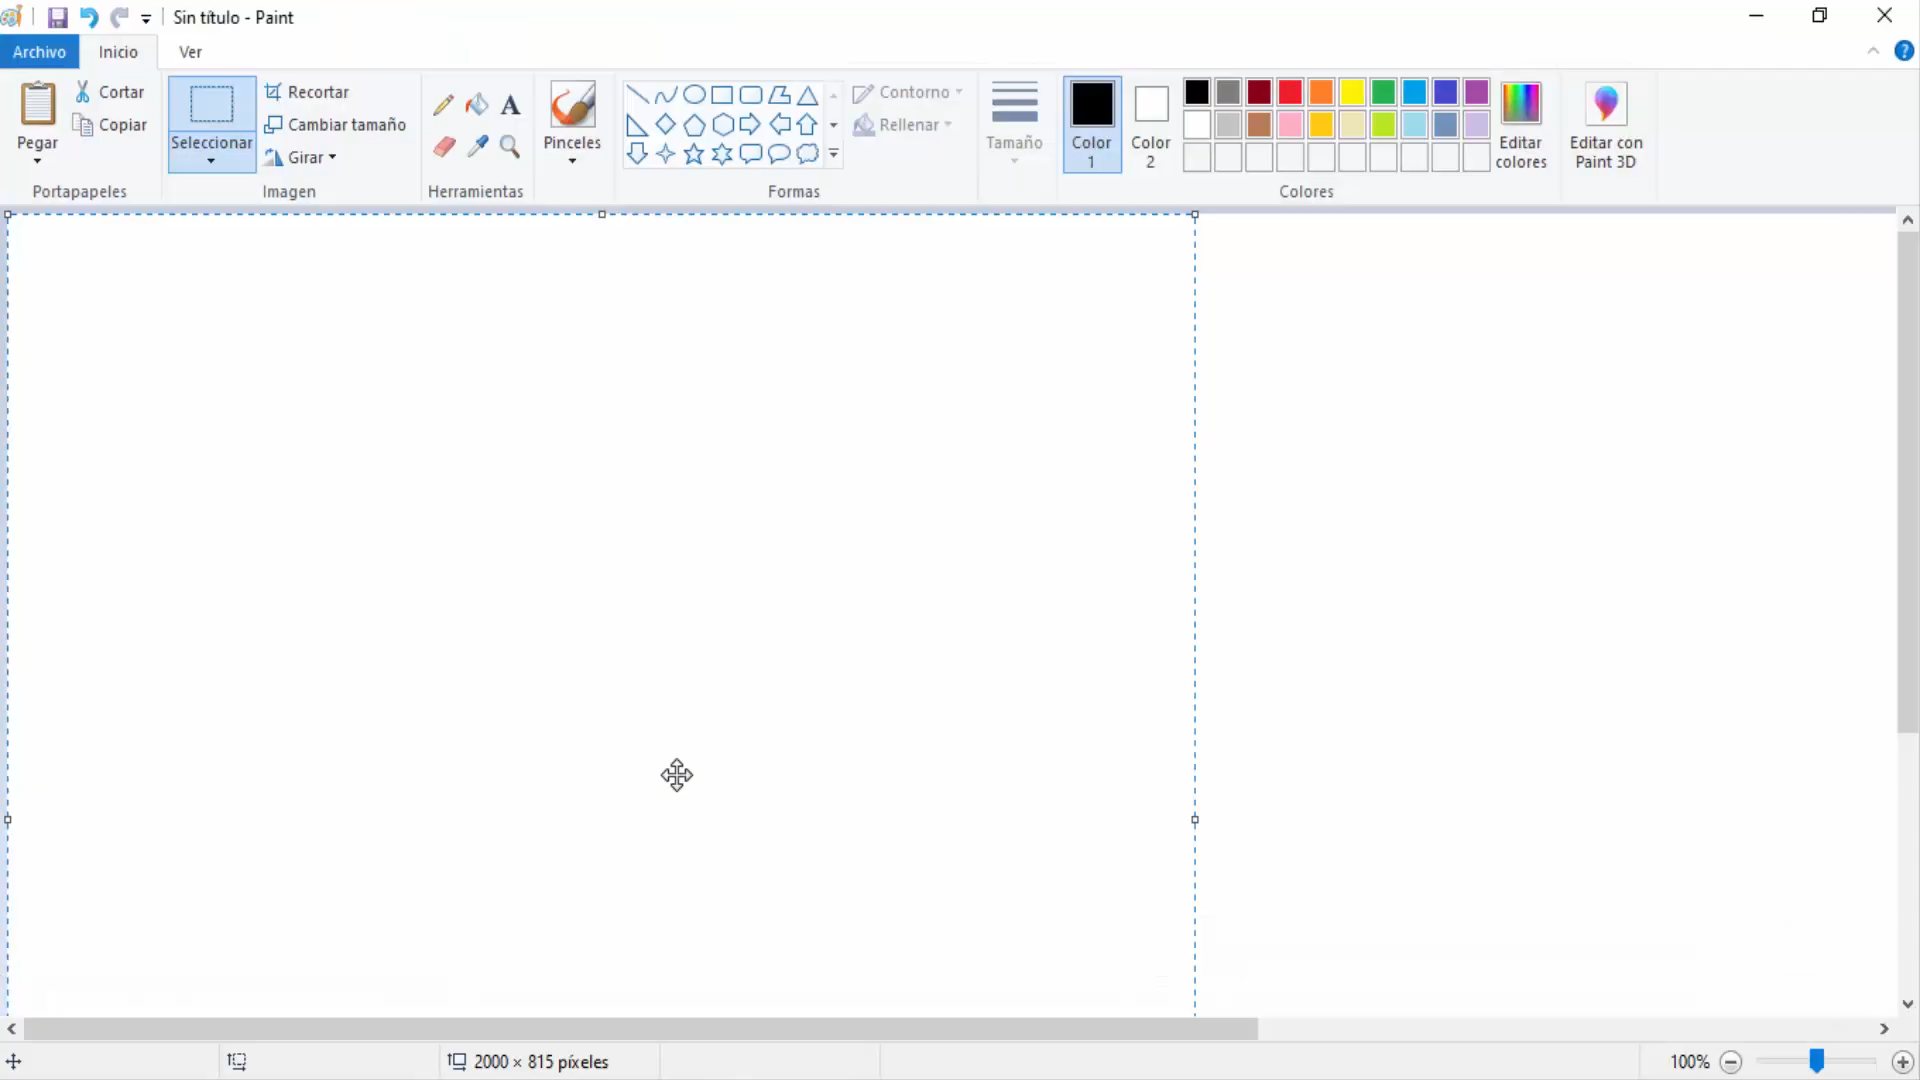 Sin título - Paint
Archivo Inicio Ver
Pegar
Cortar
Copiar
Portapapeles
Seleccionar
Recortar
Cambiar tamaño
Girar
Imagen
A
Herramientas
Pinceles
Contorno
Rellenar
Formas
Tamaño
Color
1
Color
2
Editar
colores
Colores
Editar con
Paint 3D
2000 × 815 píxeles
100%